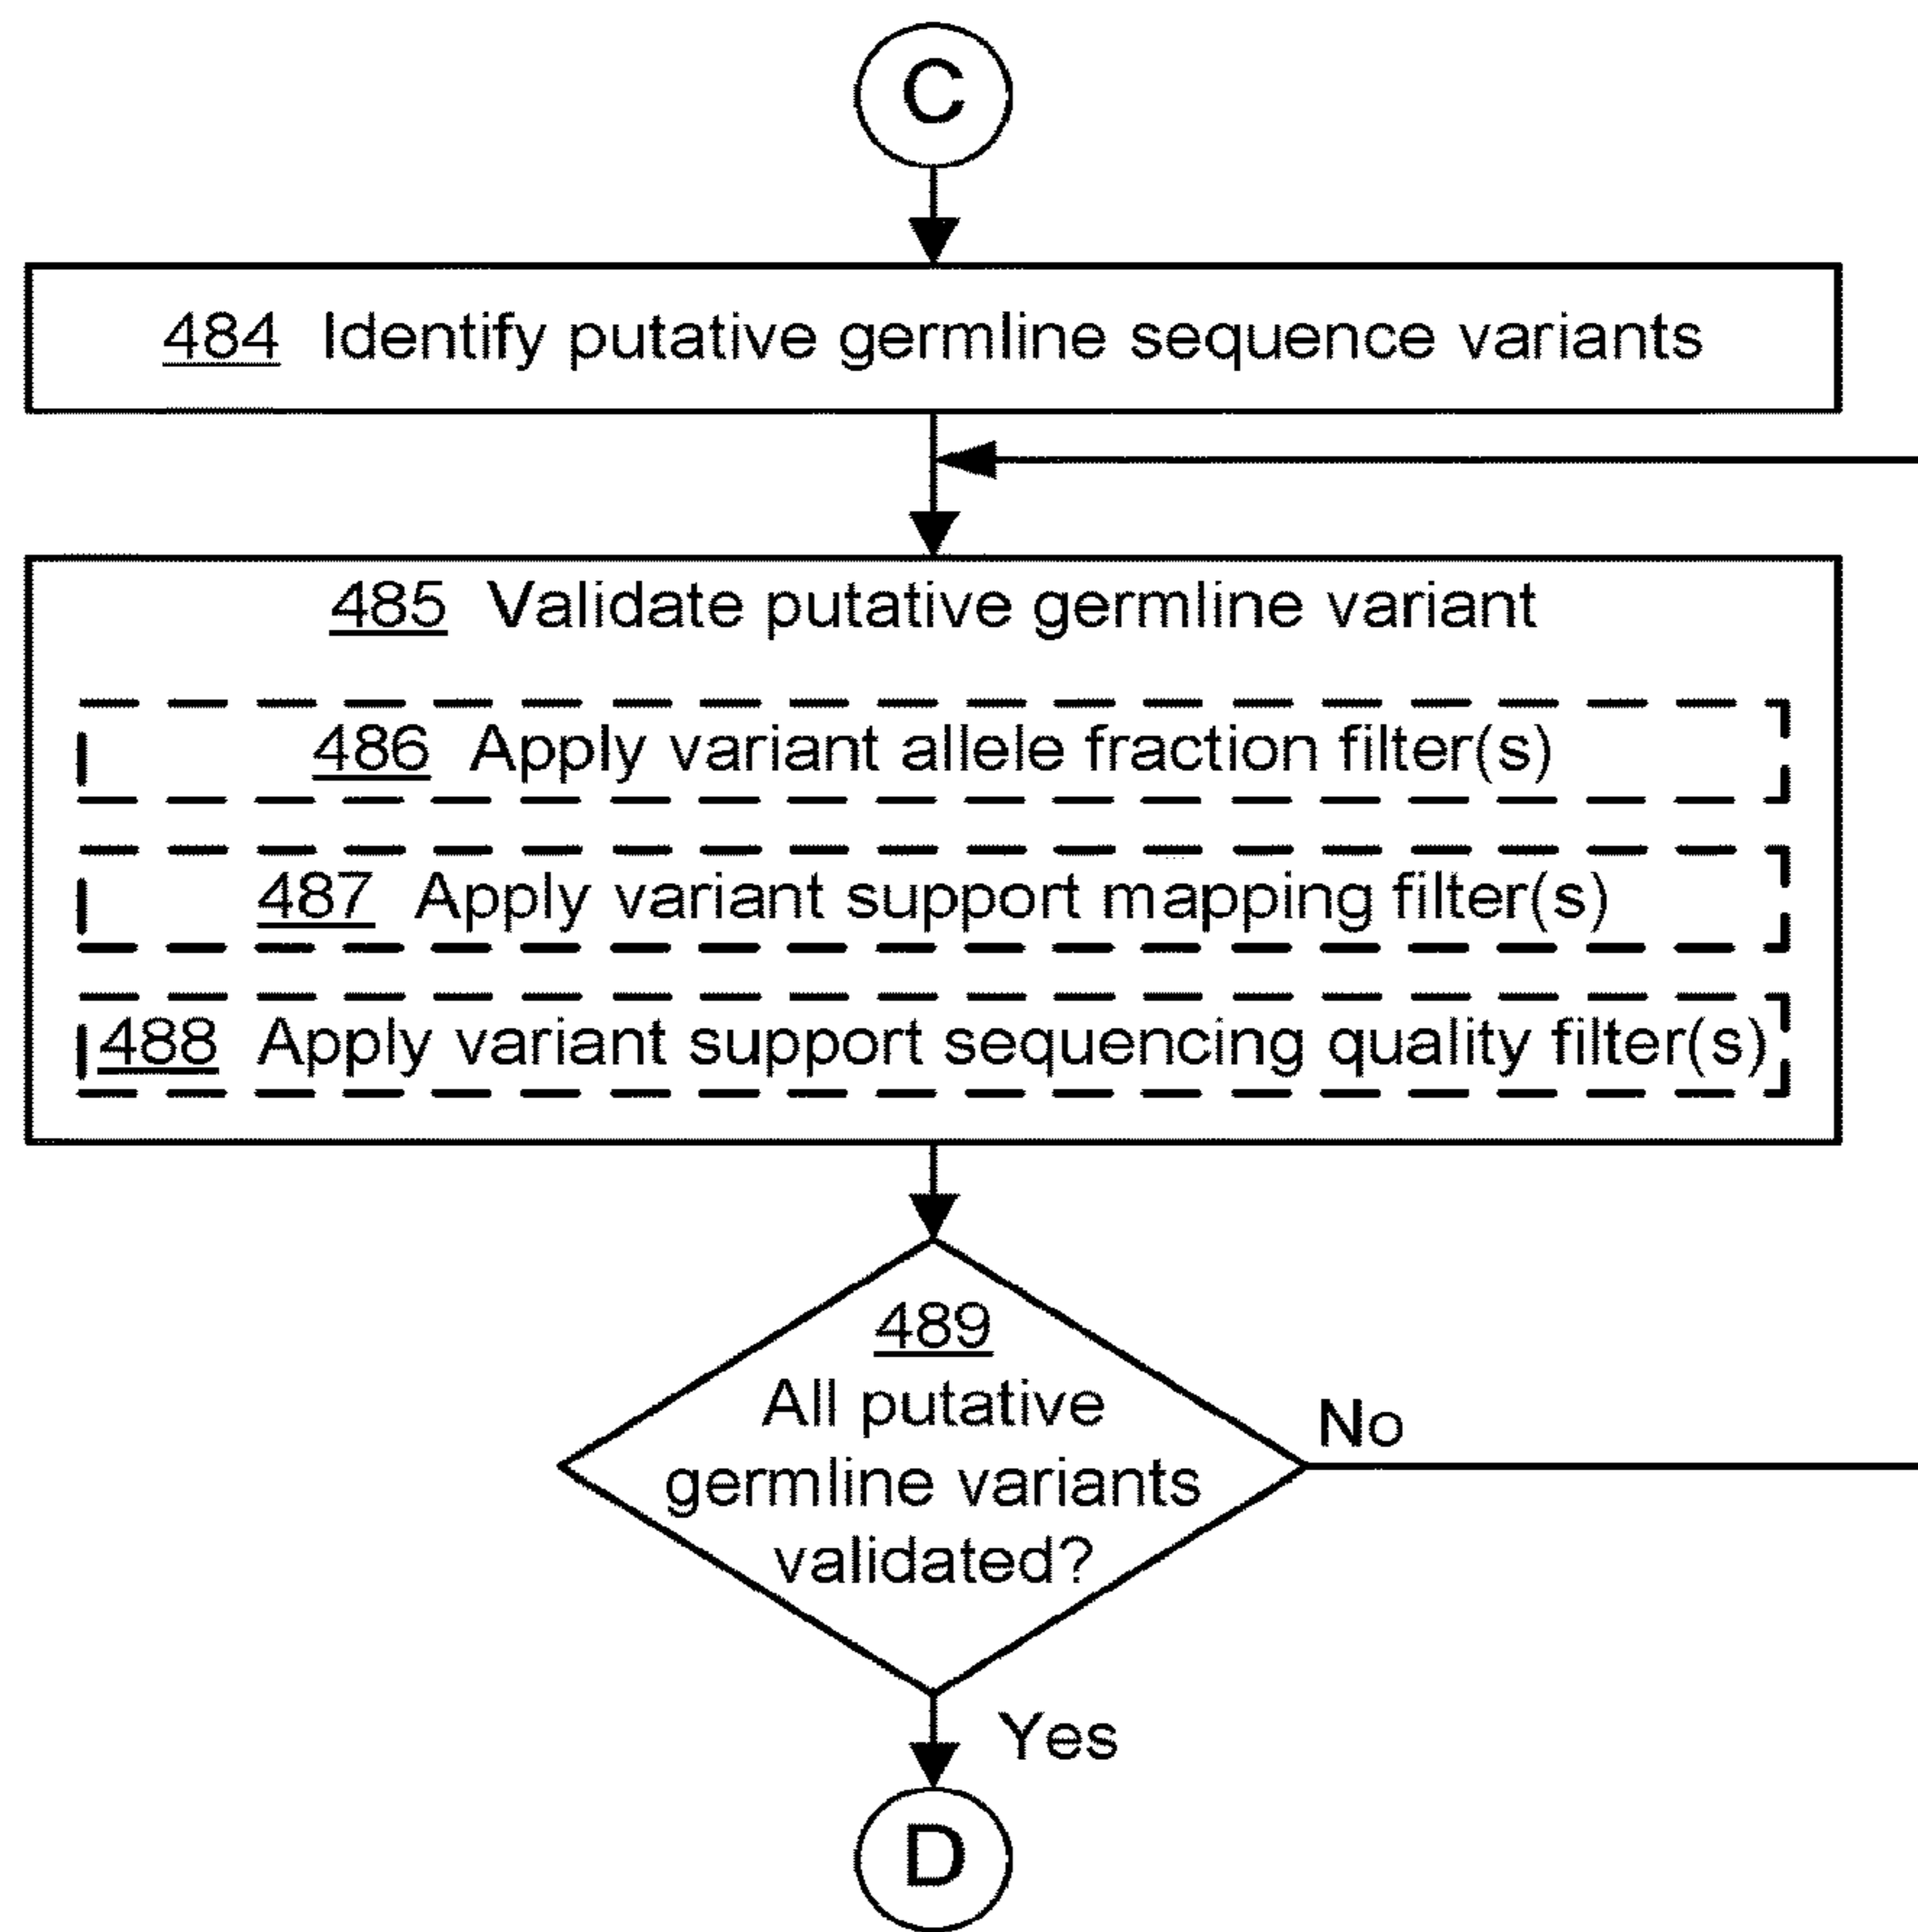 C
484 Identify putative germline sequence variants
485 Validate putative germline variant
486 Apply variant allele fraction filter(s)
487 Apply variant support mapping filter(s)
488 Apply variant support sequencing quality filter(s)
489
All putative
germline variants
validated?
No
Yes
D